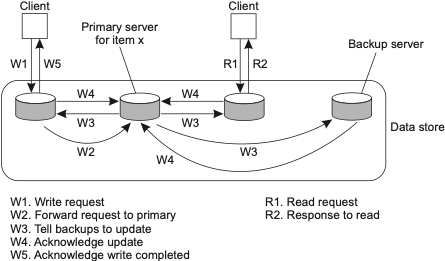 Client
Primary server
for item x
Client
Backup server
W1
W5
R1
R2
W4
W4
W3
W3
W2
W4
W3
Data store
W1. Write request
W2. Forward request to primary
W3. Tell backups to update
W4. Acknowledge update
W5. Acknowledge write completed
R1. Read request
R2. Response to read